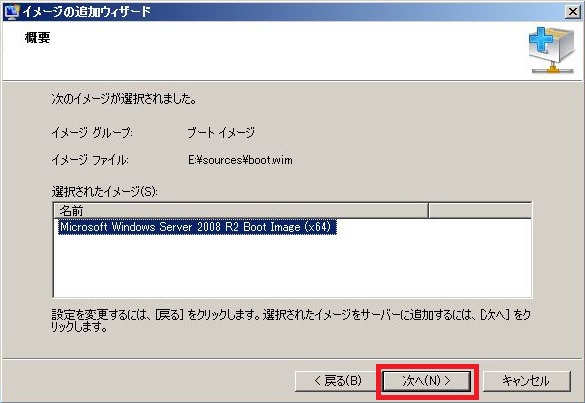 イメージの追加ウィザード
概要
次のイメージが選択されました。
イメージ グループ: ブート イメージ
イメージ ファイル: E:¥sources¥boot.wim
選択されたイメージ(S):
名前
Microsoft Windows Server 2008 R2 Boot Image (x64)
設定を変更するには、[戻る] をクリックします。選択されたイメージをサーバーに追加するには、[次へ] をク
リックします。
< 戻る(B) 次へ(N) > キャンセル